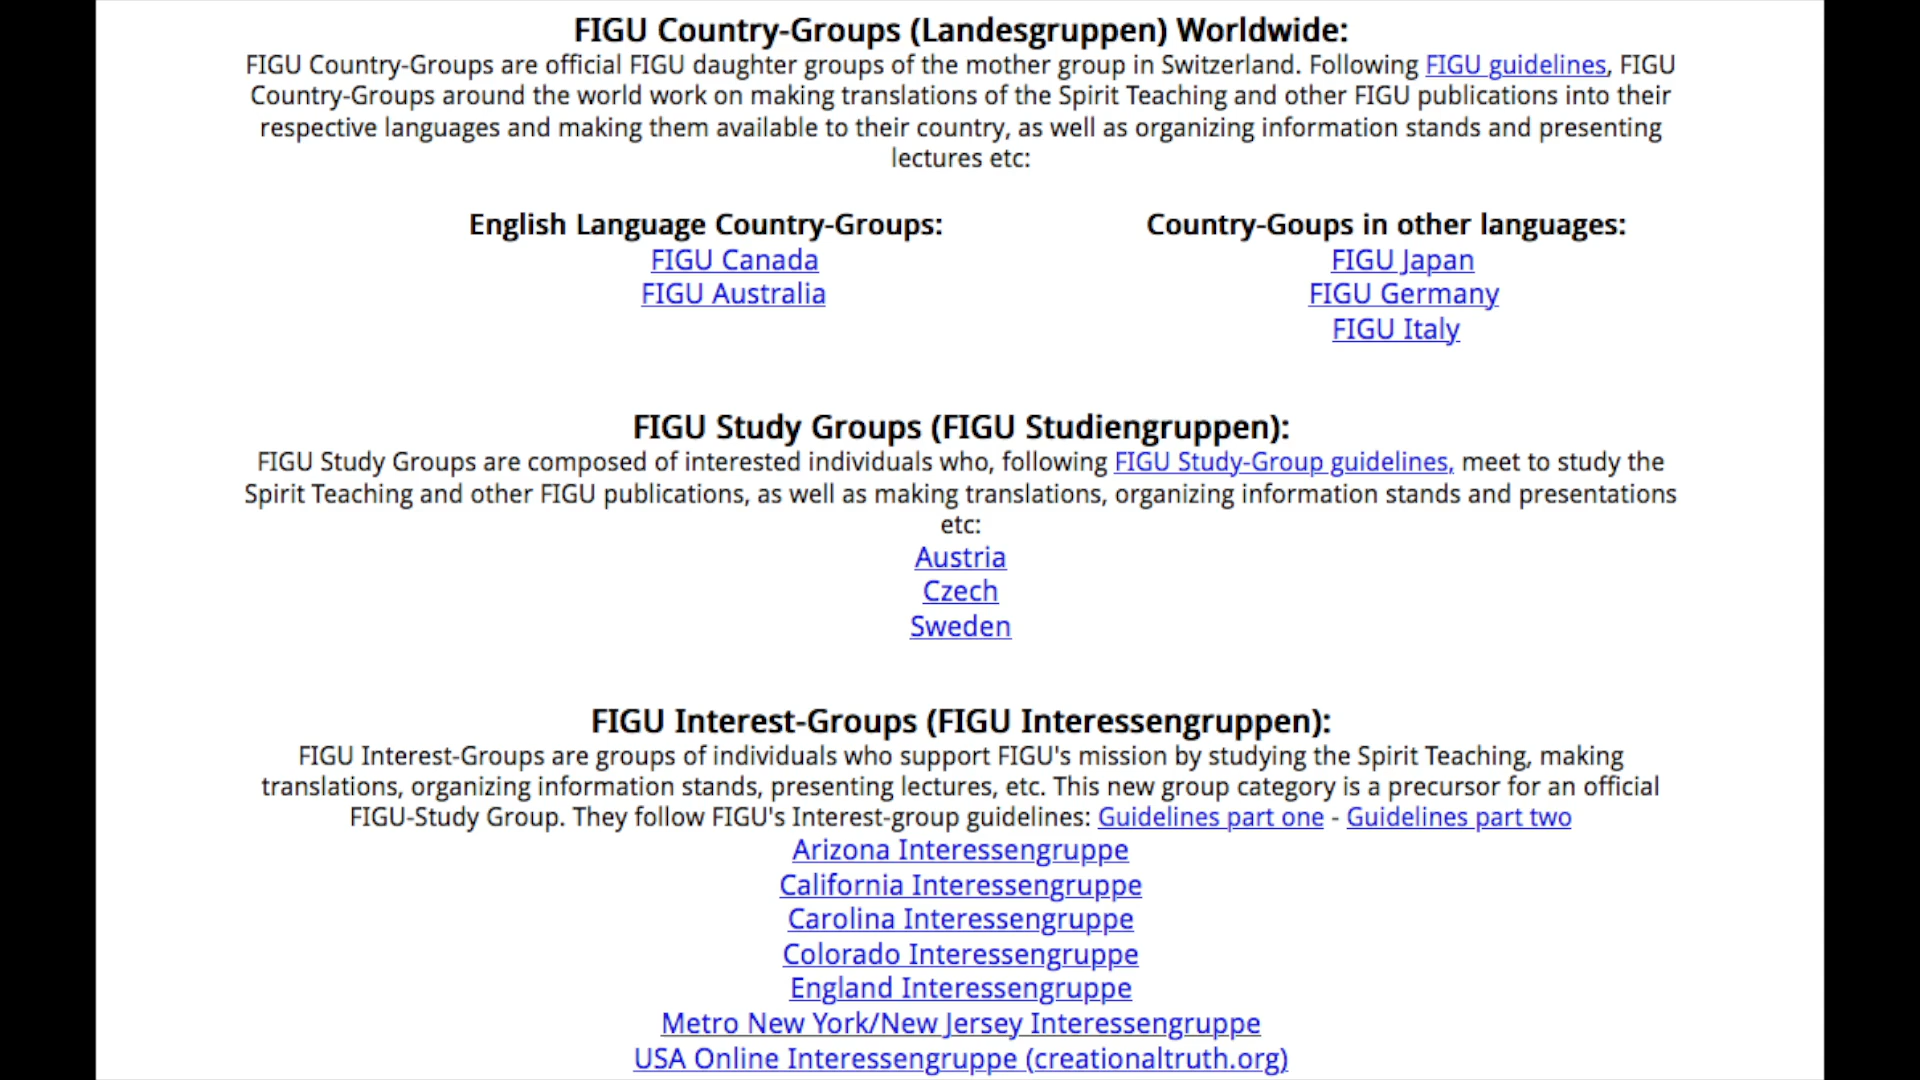 FIGU Country-Groups (Landesgruppen) Worldwide:
FIGU Country-Groups are official FIGU daughter groups of the mother group in Switzerland. Following FIGU guidelines, FIGU
Country-Groups around the world work on making translations of the Spirit Teaching and other FIGU publications into their
respective languages and making them available to their country, as well as organizing information stands and presenting
lectures etc:
English Language Country-Groups:
FIGU Canada
FIGU Australia
Country-Goups in other languages:
FIGU Japan
FIGU Germany
FIGU Italy
FIGU Study Groups (FIGU Studiengruppen):
FIGU Study Groups are composed of interested individuals who, following FIGU Study-Group guidelines, meet to study the
Spirit Teaching and other FIGU publications, as well as making translations, organizing information stands and presentations
etc:
Austria
Czech
Sweden
FIGU Interest-Groups (FIGU Interessengruppen):
FIGU Interest-Groups are groups of individuals who support FIGU's mission by studying the Spirit Teaching, making
translations, organizing information stands, presenting lectures, etc. This new group category is a precursor for an official
FIGU-Study Group. They follow FIGU's Interest-group guidelines: Guidelines part one - Guidelines part two
Arizona Interessengruppe
California Interessengruppe
Carolina Interessengruppe
Colorado Interessengruppe
England Interessengruppe
Metro New York/New Jersey Interessengruppe
USA Online Interessengruppe (creationaltruth.org)